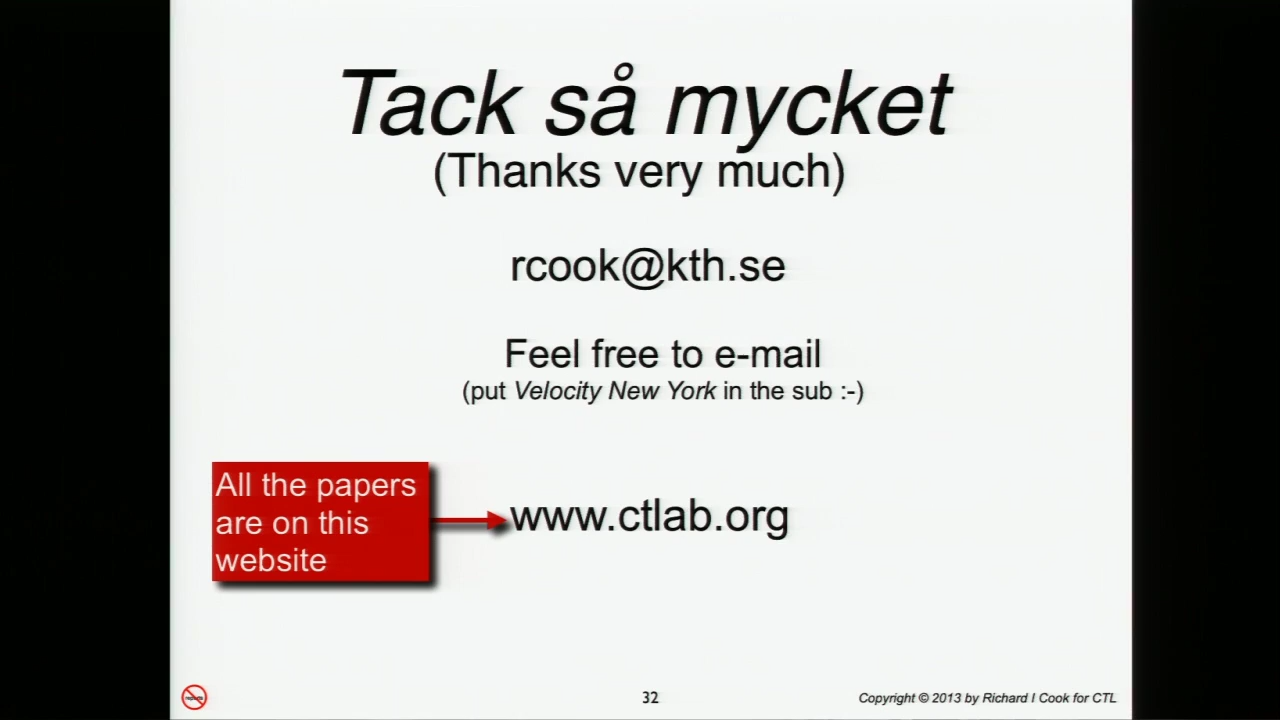 Tack så mycket
(Thanks very much)
rcook@kth.se
Feel free to e-mail
(put Velocity New York in the sub :-)
All the papers
are on this
website
www.ctlab.org
32
Copyright © 2013 by Richard I Cook for CTL